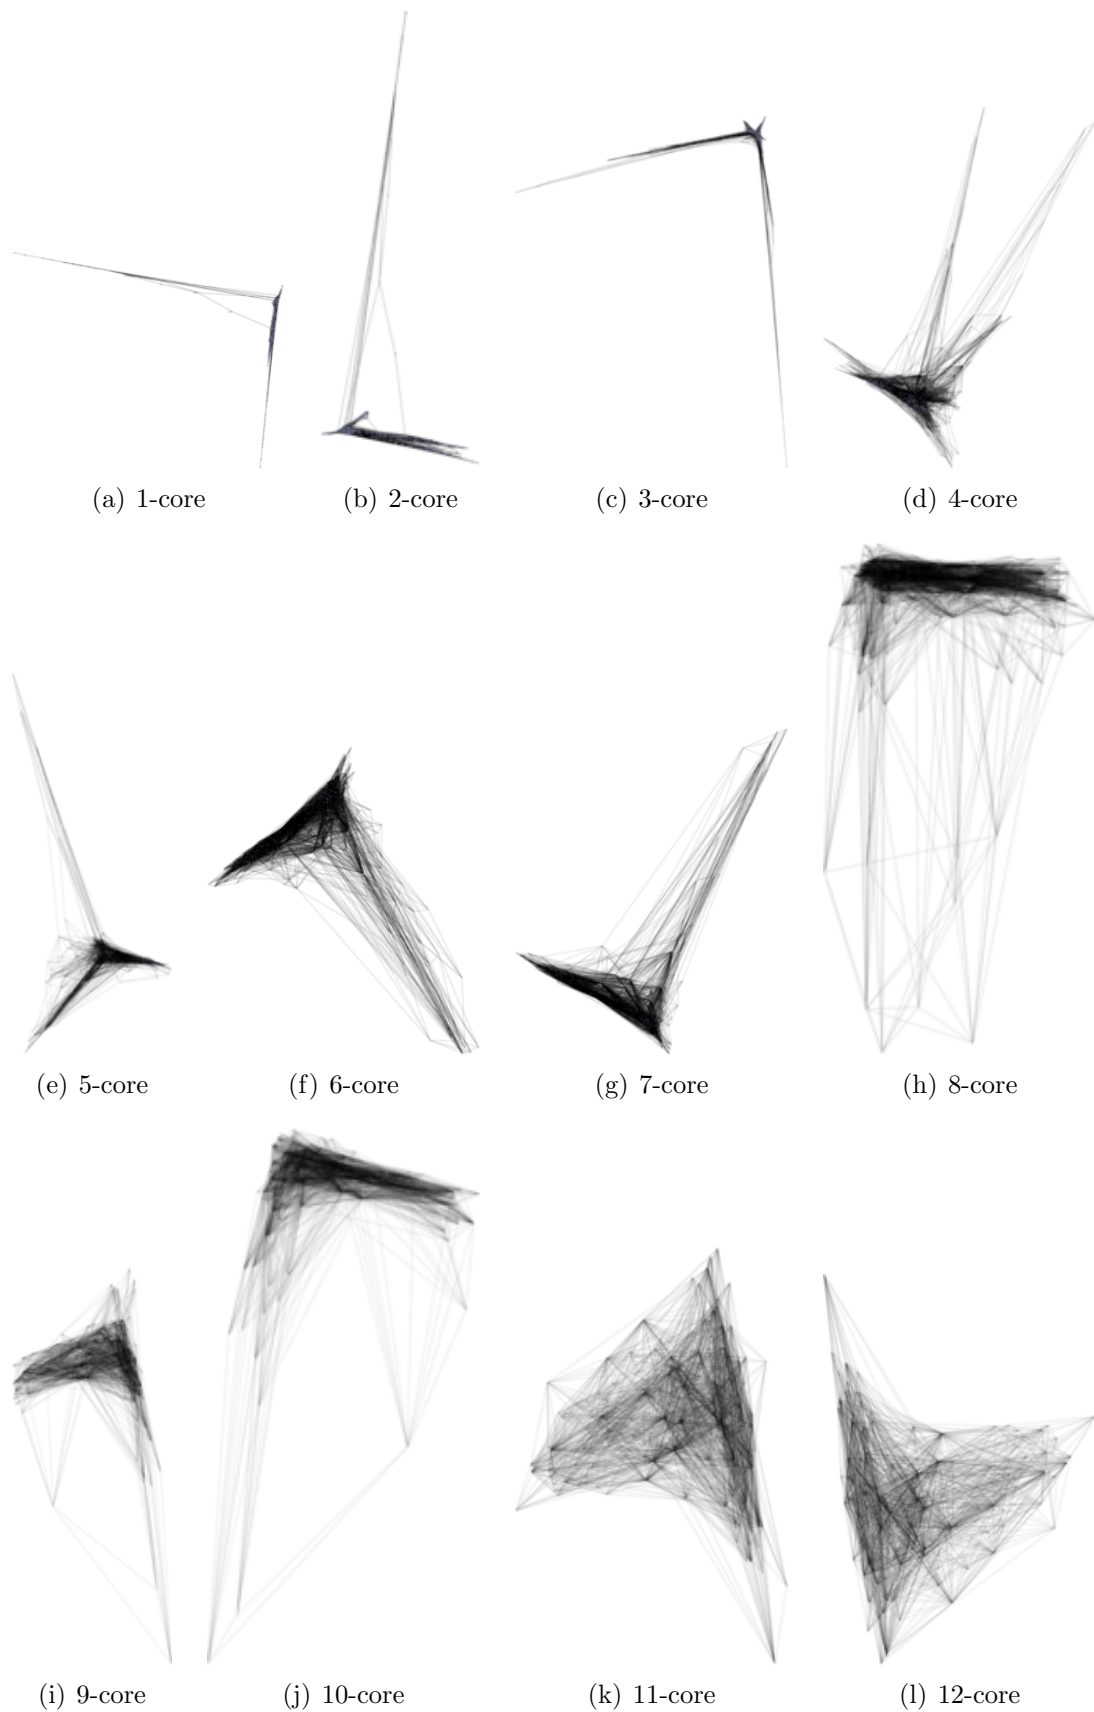 (a) 1-core
(b) 2-core
(c) 3-core
(d) 4-core
(e) 5-core
(f) 6-core
(g) 7-core
(h) 8-core
(i) 9-core
(j) 10-core
(k) 11-core
(l) 12-core